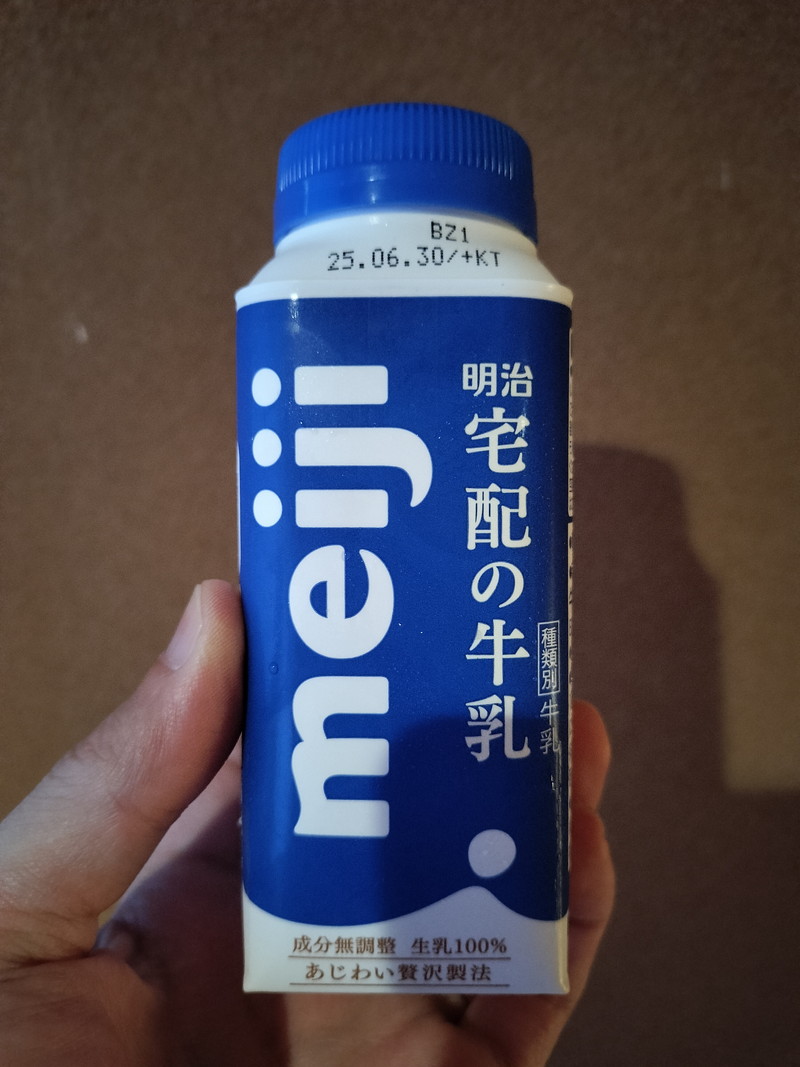 BZ1
25.06.30/+KT
meiji
明治
宅配の牛乳
種類別 牛乳
成分無調整 生乳100%
あじわい贅沢製法